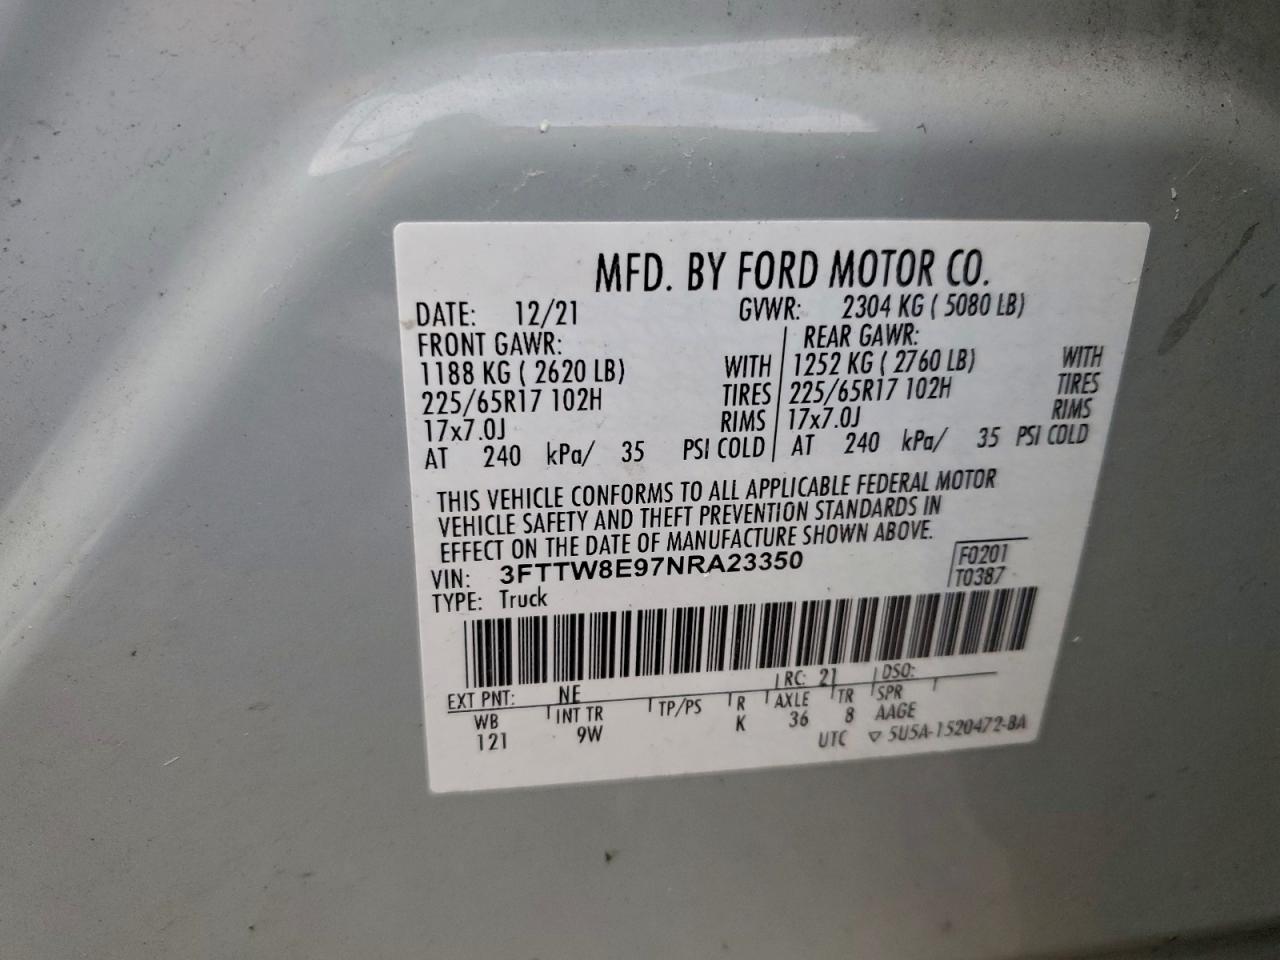 MFD. BY FORD MOTOR CO.
DATE: 12/21 GVWR: 2304 KG ( 5080 LB)
FRONT GAWR: REAR GAWR:
1188 KG ( 2620 LB) WITH 1252 KG ( 2760 LB) WITH
225/65R17 102H TIRES 225/65R17 102H TIRES
17x7.0J RIMS 17x7.0J RIMS
AT 240 kPa/ 35 PSI COLD AT 240 kPa/ 35 PSI COLD
THIS VEHICLE CONFORMS TO ALL APPLICABLE FEDERAL MOTOR
VEHICLE SAFETY AND THEFT PREVENTION STANDARDS IN
EFFECT ON THE DATE OF MANUFACTURE SHOWN ABOVE.
VIN: 3FTTW8E97NRA23350 F0201
TYPE: Truck T0387
EXT PNT: NE RC: 21 DSO:
WB INT TR TP/PS R AXLE TR SPR
121 9W K 36 8 AAGE
UTC ▽ 5U5A-1520472-BA